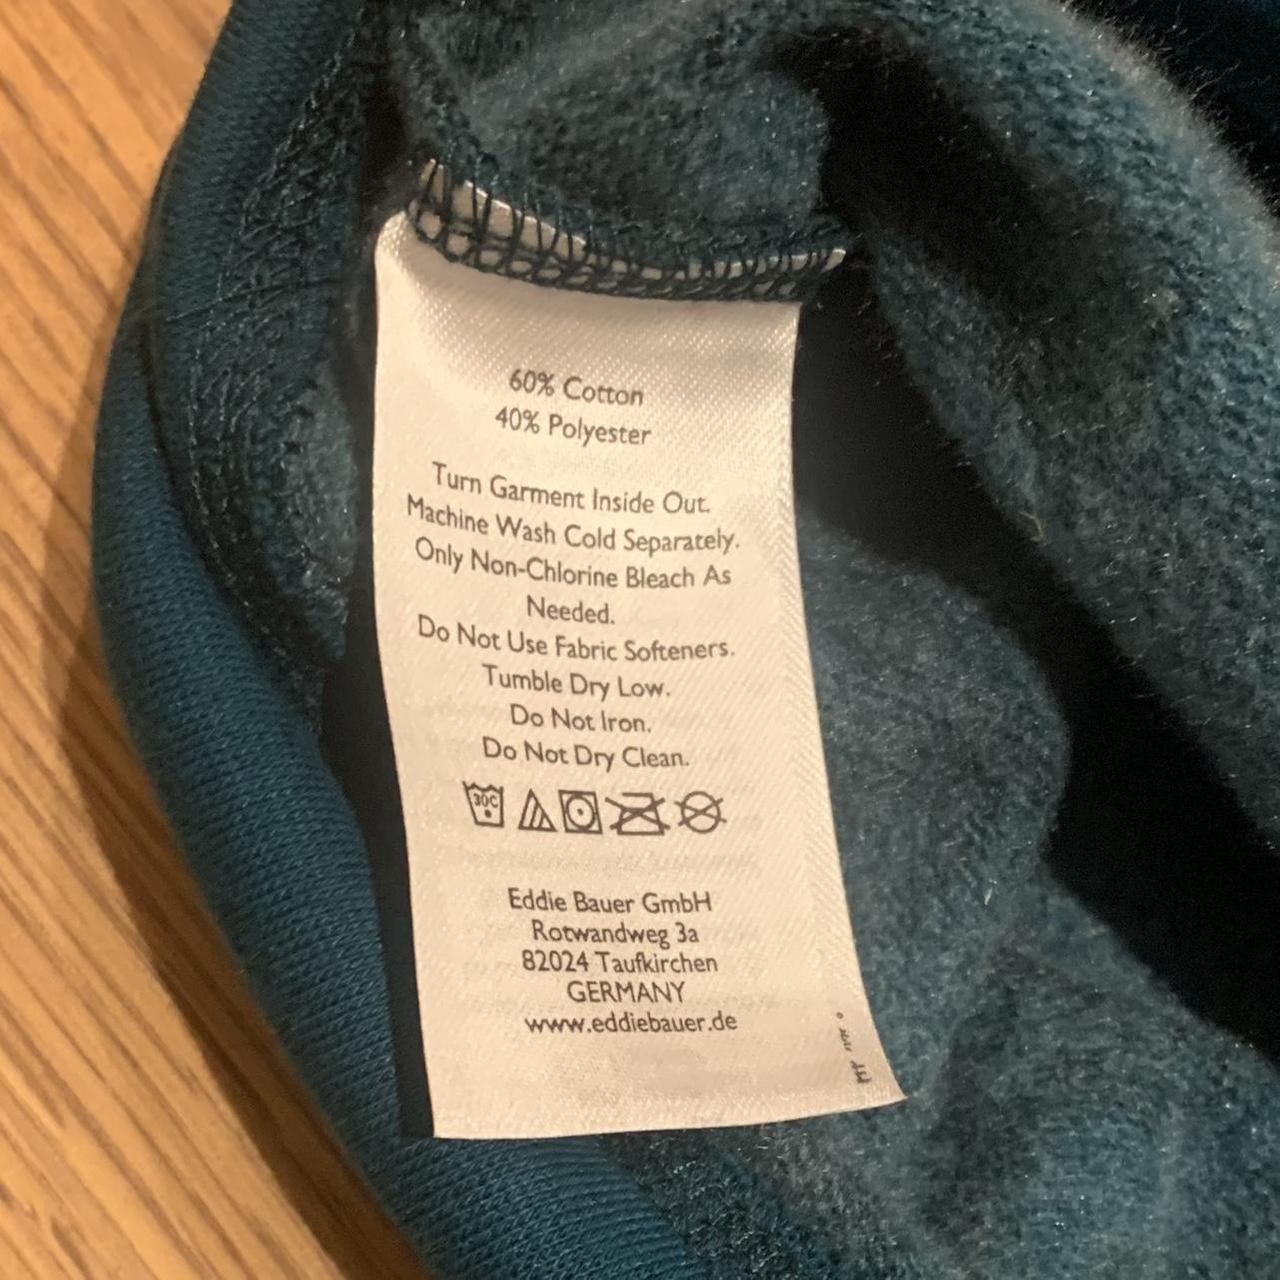 60% Cotton
40% Polyester
Turn Garment Inside Out.
Machine Wash Cold Separately.
Only Non-Chlorine Bleach As
Needed.
Do Not Use Fabric Softeners.
Tumble Dry Low.
Do Not Iron.
Do Not Dry Clean.
30C
Eddie Bauer GmbH
Rotwandweg 3a
82024 Taufkirchen
GERMANY
www.eddiebauer.de